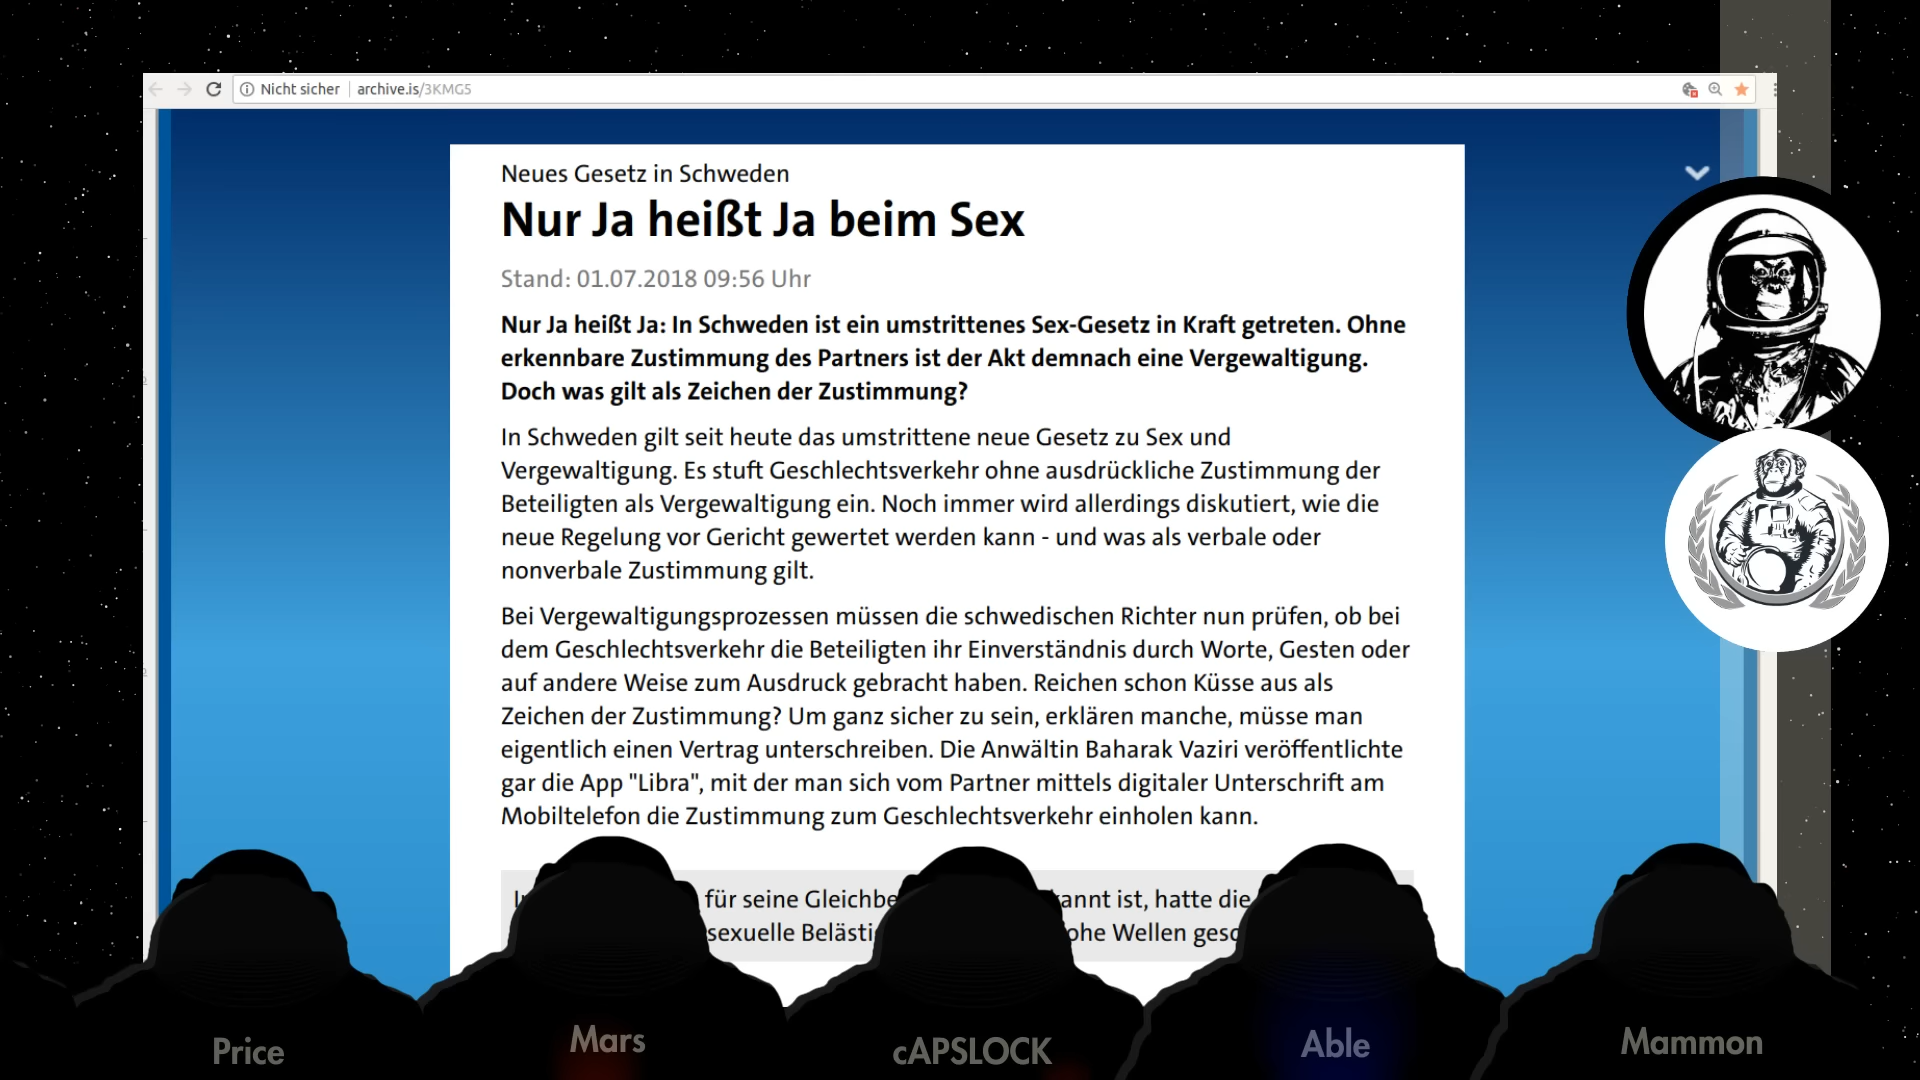 Nicht sicher archive.is/3KMG5
Neues Gesetz in Schweden
Nur Ja heißt Ja beim Sex
Stand: 01.07.2018 09:56 Uhr
Nur Ja heißt Ja: In Schweden ist ein umstrittenes Sex-Gesetz in Kraft getreten. Ohne
erkennbare Zustimmung des Partners ist der Akt demnach eine Vergewaltigung.
Doch was gilt als Zeichen der Zustimmung?
In Schweden gilt seit heute das umstrittene neue Gesetz zu Sex und
Vergewaltigung. Es stuft Geschlechtsverkehr ohne ausdrückliche Zustimmung der
Beteiligten als Vergewaltigung ein. Noch immer wird allerdings diskutiert, wie die
neue Regelung vor Gericht gewertet werden kann - und was als verbale oder
nonverbale Zustimmung gilt.
Bei Vergewaltigungsprozessen müssen die schwedischen Richter nun prüfen, ob bei
dem Geschlechtsverkehr die Beteiligten ihr Einverständnis durch Worte, Gesten oder
auf andere Weise zum Ausdruck gebracht haben. Reichen schon Küsse aus als
Zeichen der Zustimmung? Um ganz sicher zu sein, erklären manche, müsse man
eigentlich einen Vertrag unterschreiben. Die Anwältin Baharak Vaziri veröffentlichte
gar die App "Libra", mit der man sich vom Partner mittels digitaler Unterschrift am
Mobiltelefon die Zustimmung zum Geschlechtsverkehr einholen kann.
für seine ist, hatte die
sexuelle Wellen
Price Mars cAPSLOCK Able Mammon